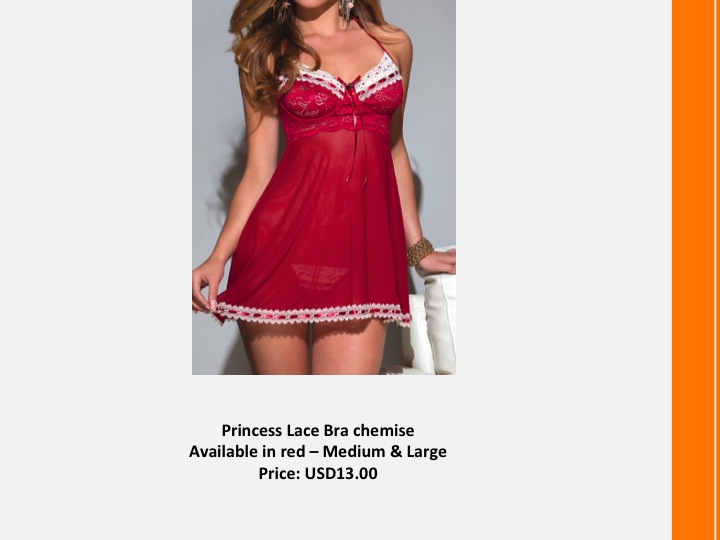 Princess Lace Bra chemise
Available in red – Medium & Large
Price: USD13.00